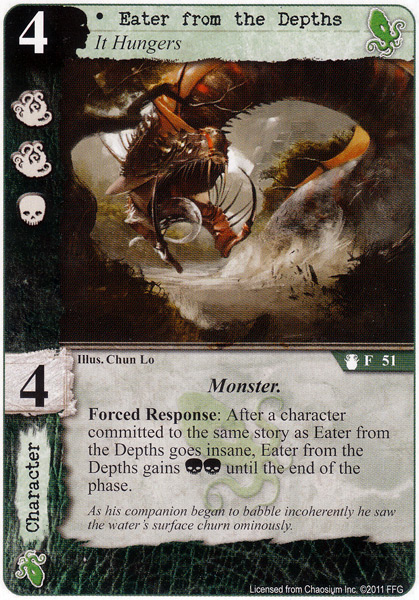 4
• Eater from the Depths
It Hungers
Illus. Chun Lo
F 51
4
Character
Monster.
Forced Response: After a character
committed to the same story as Eater from
the Depths goes insane, Eater from the
Depths gains until the end of the
phase.
As his companion began to babble incoherently he saw
the water's surface churn ominously.
Licensed from Chaosium Inc. ©2011 FFG